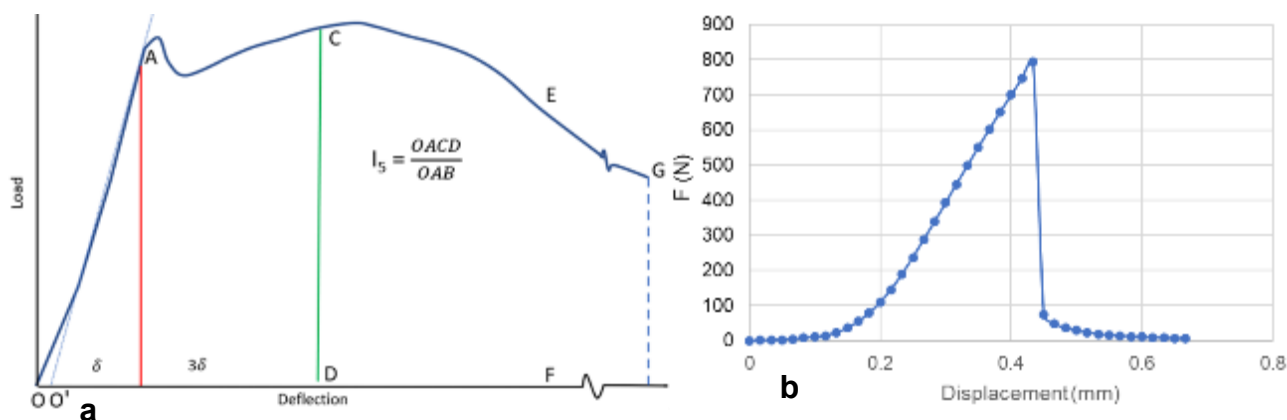 Load
A
C
E
G
I₅ = OACD / OAB
δ
3δ
O O'
D
F
Deflection
a
900
800
700
600
500
400
300
200
100
0
F (N)
0
0.2
0.4
0.6
0.8
Displacement (mm)
b